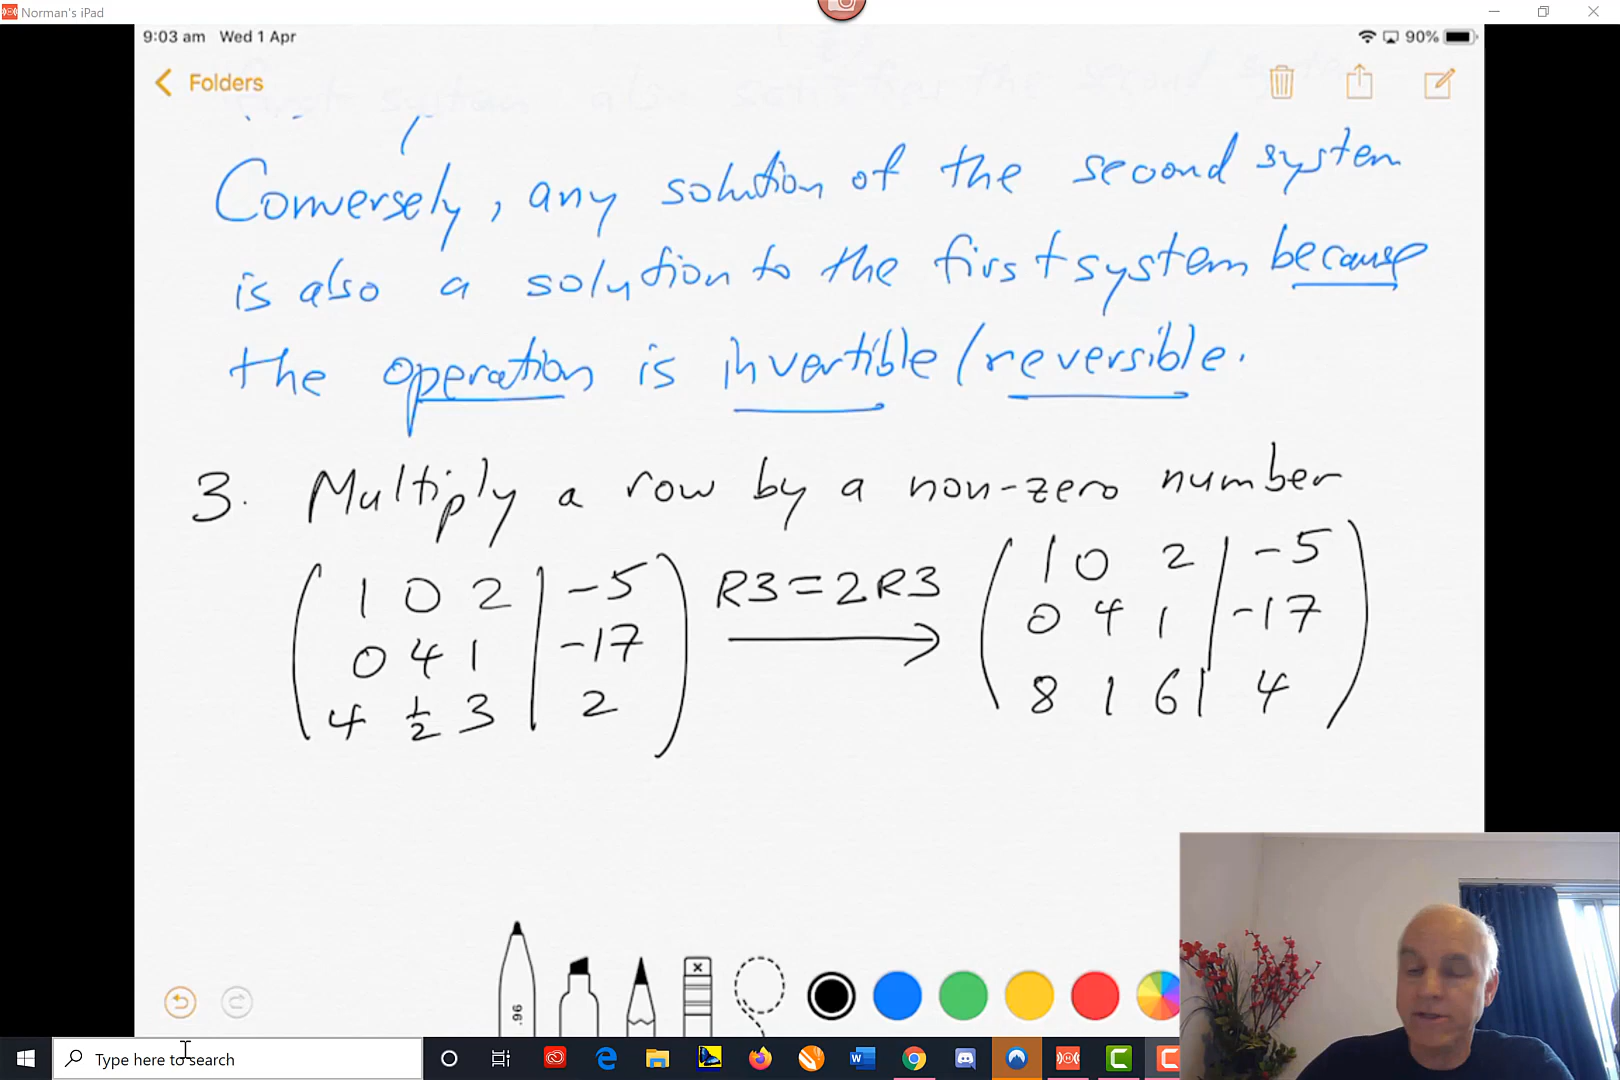 Norman's iPad
9:03 am Wed 1 Apr
90%
Folders
Conversely, any solution of the second system
is also a solution to the first system because
the operation is invertible/reversible.
3. Multiply a row by a non-zero number
1 0 2 | -5
0 4 1 | -17
4 ½ 3 | 2
R3=2R3
1 0 2 | -5
0 4 1 | -17
8 1 6 | 4
96
Type here to search